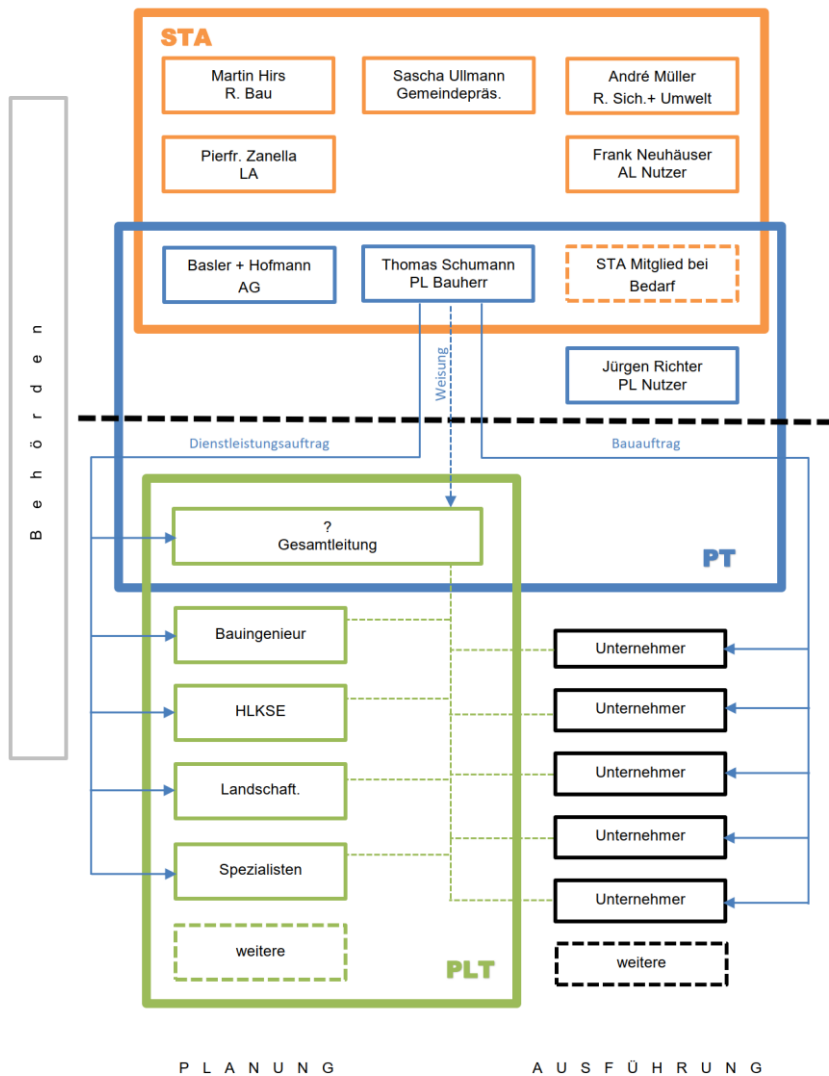 STA
Martin Hirs
R. Bau
Sascha Ullmann
Gemeindepräs.
André Müller
R. Sich.+ Umwelt
Pierfr. Zanella
LA
Frank Neuhäuser
AL Nutzer
Basler + Hofmann
AG
Thomas Schumann
PL Bauherr
STA Mitglied bei
Bedarf
Jürgen Richter
PL Nutzer
Weisung
Behörden
Dienstleistungsauftrag
Bauauftrag
?
Gesamtleitung
PT
Bauingenieur
Unternehmer
HLKSE
Unternehmer
Landschaft.
Unternehmer
Spezialisten
Unternehmer
Unternehmer
weitere
PLT
weitere
PLANUNG
AUSFÜHRUNG